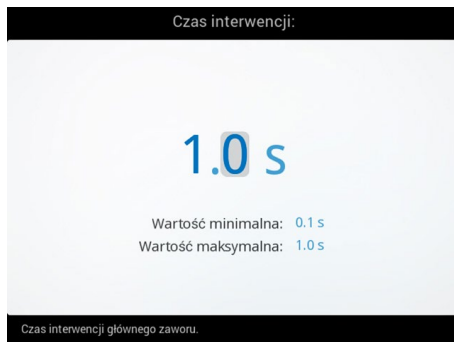 Czas interwencji:
1.0 s
Wartość minimalna: 0.1 s
Wartość maksymalna: 1.0 s
Czas interwencji głównego zaworu.